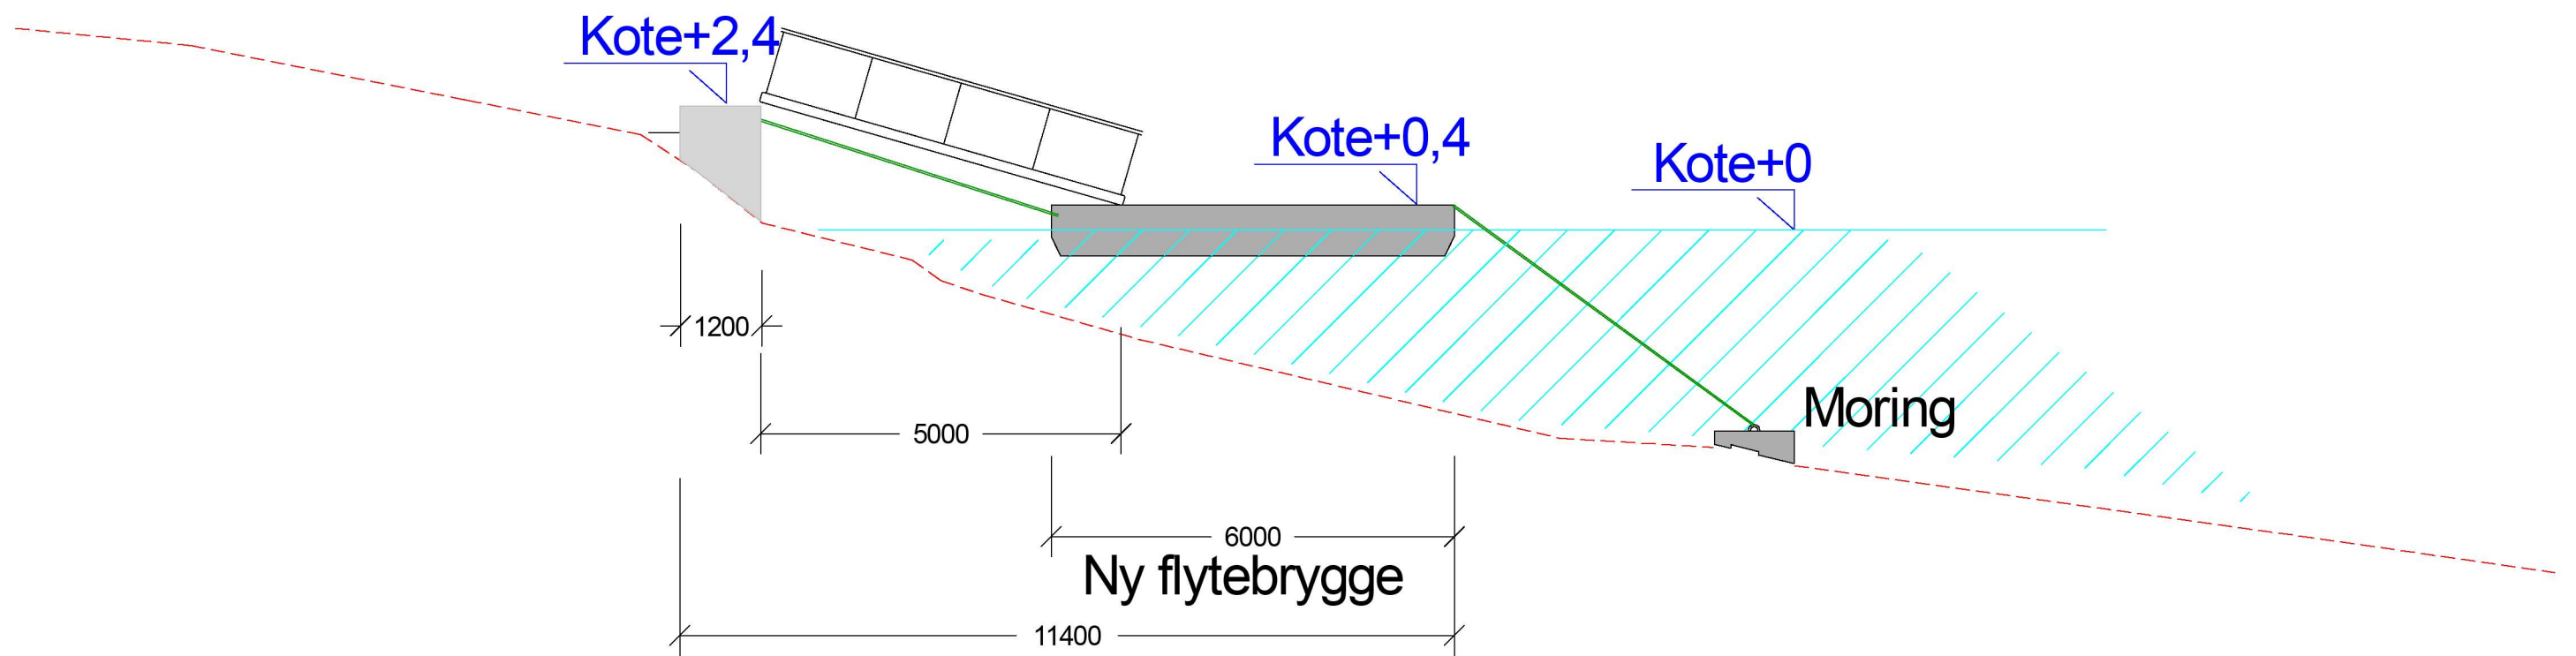 Kote+2,4
Kote+0,4
Kote+0
1200
Moring
5000
6000
Ny flytebrygge
11400